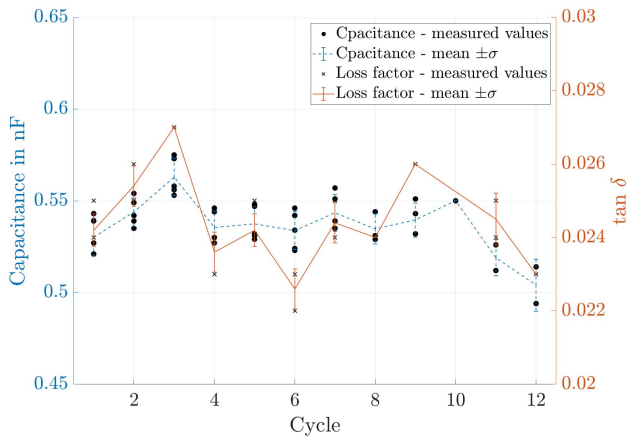 0.65
0.6
0.55
0.5
0.45
Capacitance in nF
Cpacitance - measured values
Cpacitance - mean ±σ
Loss factor - measured values
Loss factor - mean ±σ
0.03
0.028
0.026
0.024
0.022
0.02
tan δ
2 4 6 8 10 12
Cycle